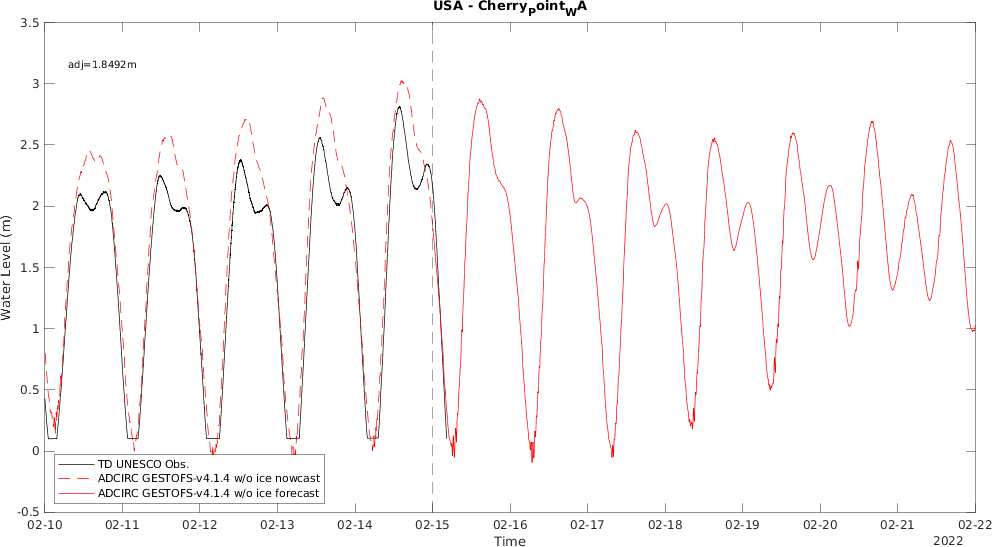 USA - Cherry_Point_WA
adj=1.8492m
3.5
3
2.5
2
1.5
1
0.5
0
-0.5
Water Level (m)
TD UNESCO Obs.
ADCIRC GESTOFS-v4.1.4 w/o ice nowcast
ADCIRC GESTOFS-v4.1.4 w/o ice forecast
02-10 02-11 02-12 02-13 02-14 02-15 02-16 02-17 02-18 02-19 02-20 02-21 02-22
Time
2022